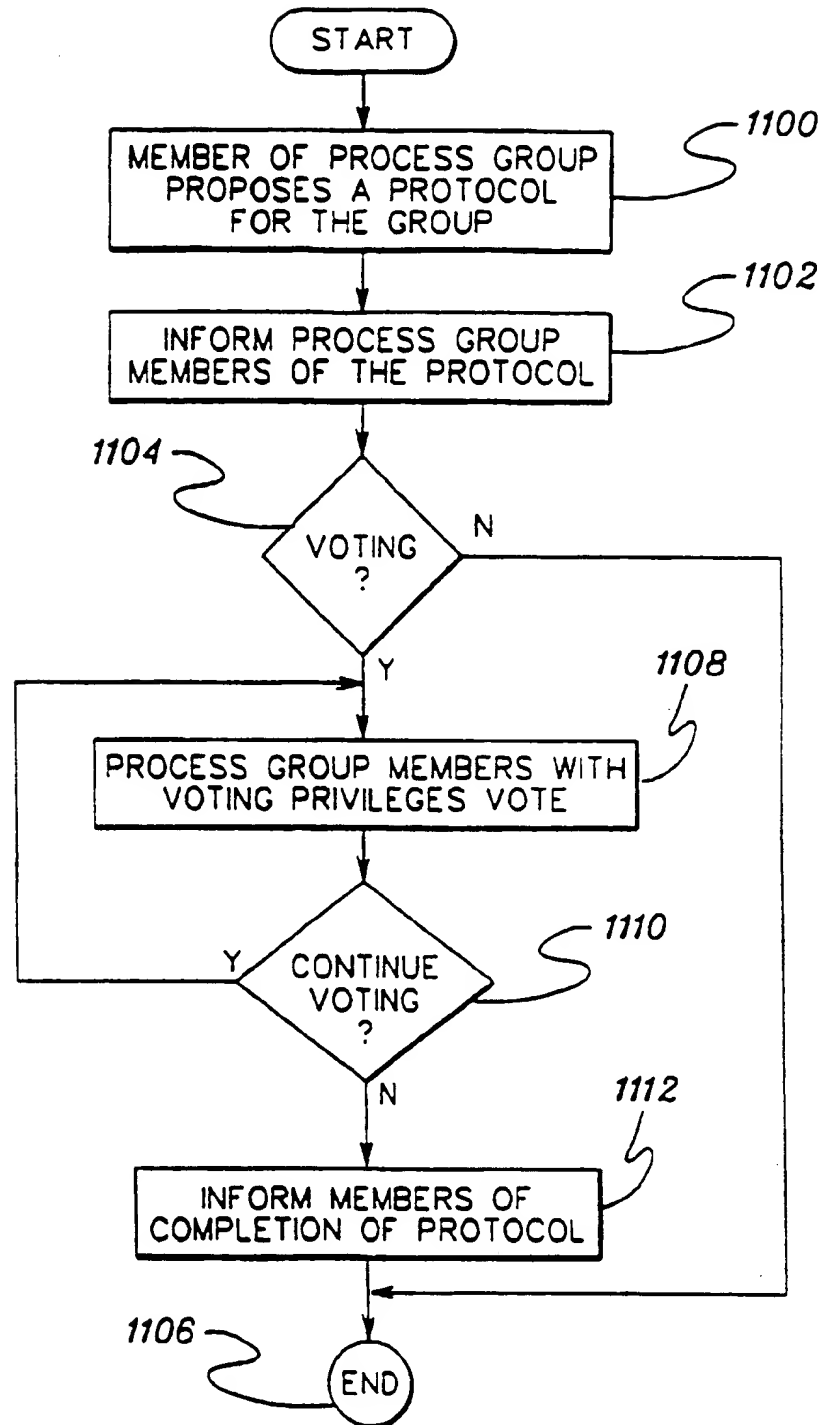 START
MEMBER OF PROCESS GROUP
PROPOSES A PROTOCOL
FOR THE GROUP
1100
INFORM PROCESS GROUP
MEMBERS OF THE PROTOCOL
1102
1104
VOTING
?
N
Y
1108
PROCESS GROUP MEMBERS WITH
VOTING PRIVILEGES VOTE
1110
Y
CONTINUE
VOTING
?
N
1112
INFORM MEMBERS OF
COMPLETION OF PROTOCOL
1106
END